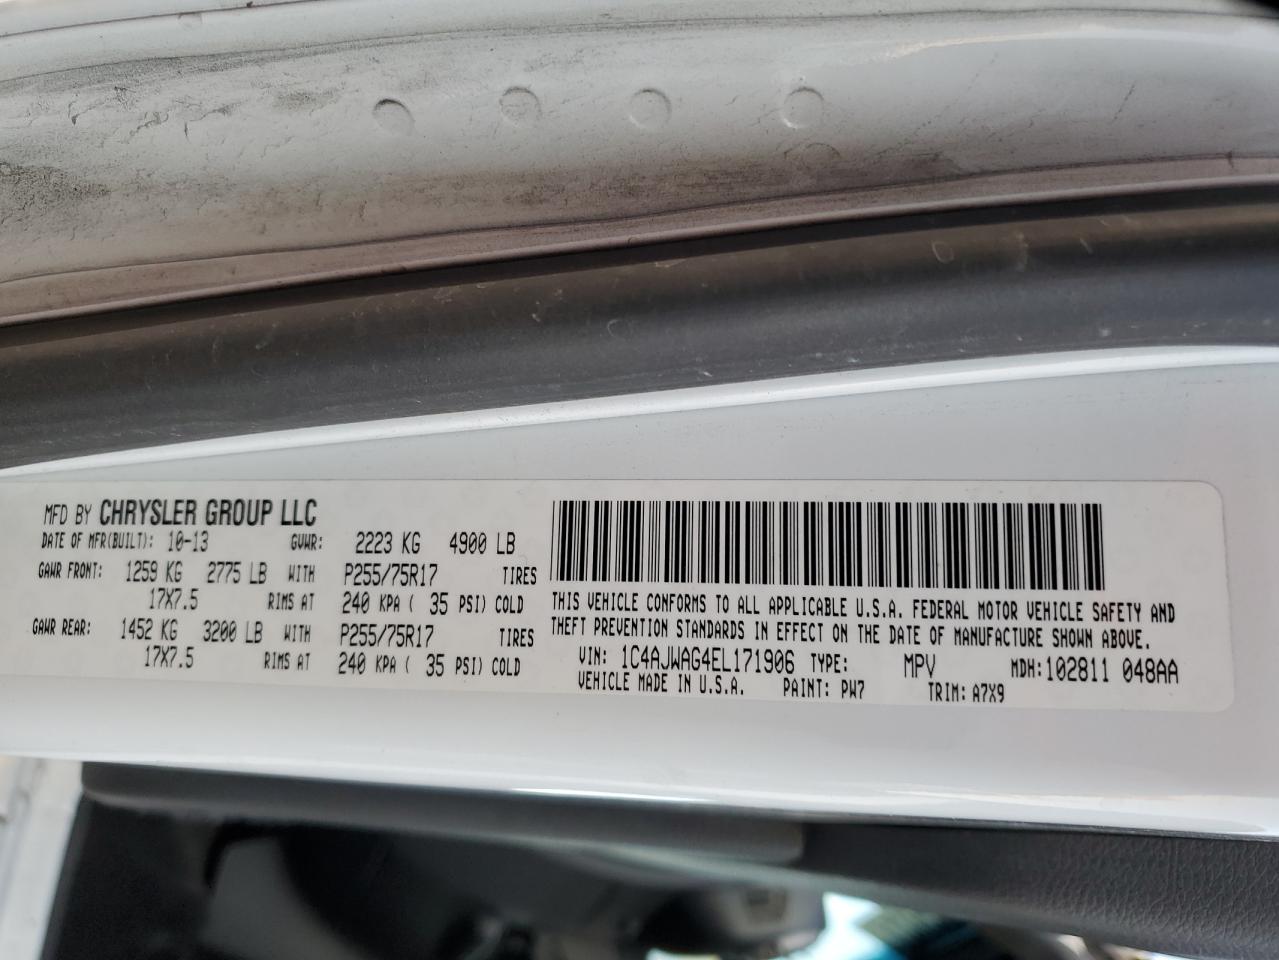 MFD BY CHRYSLER GROUP LLC
DATE OF MFR(BUILT): 10-13 GVWR: 2223 KG 4900 LB
GAWR FRONT: 1259 KG 2775 LB WITH P255/75R17 TIRES
17X7.5 RIMS AT 240 KPA ( 35 PSI) COLD
GAWR REAR: 1452 KG 3200 LB WITH P255/75R17 TIRES
17X7.5 RIMS AT 240 KPA ( 35 PSI) COLD
THIS VEHICLE CONFORMS TO ALL APPLICABLE U.S.A. FEDERAL MOTOR VEHICLE SAFETY AND
THEFT PREVENTION STANDARDS IN EFFECT ON THE DATE OF MANUFACTURE SHOWN ABOVE.
VIN: 1C4AJWAG4EL171906 TYPE: MPV MDH:102811 048AA
VEHICLE MADE IN U.S.A. PAINT: PW7 TRIM: A7X9